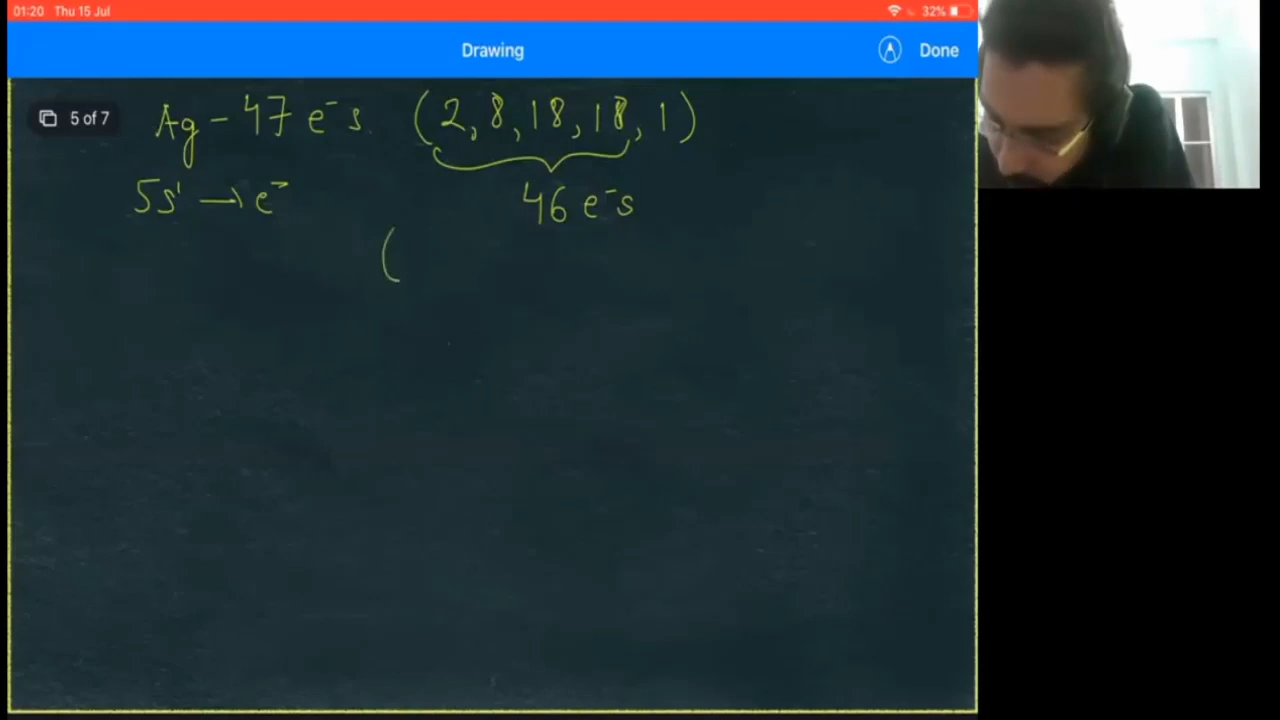 01:20 Thu 15 Jul 32%
Drawing Done
5 of 7
Ag - 47 e⁻s. (2, 8, 18, 18, 1)
5s¹ → e⁻ 46 e⁻s
(